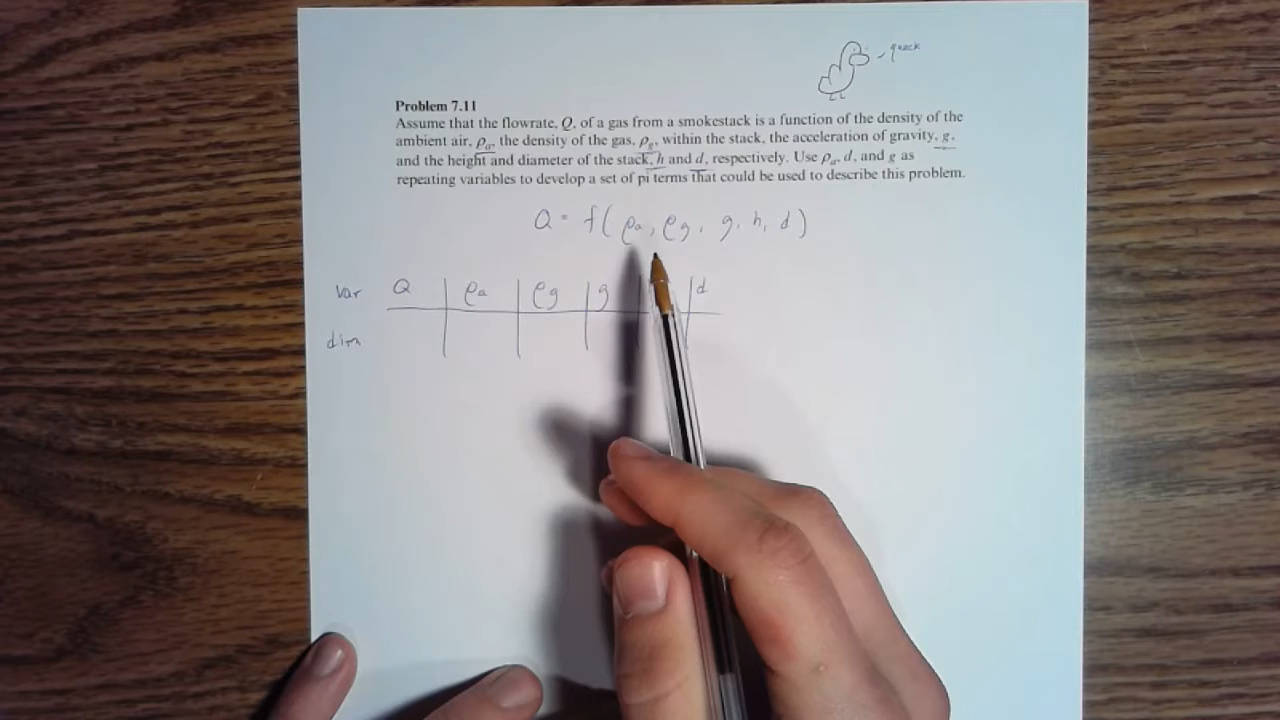 - quack
Problem 7.11
Assume that the flowrate, Q, of a gas from a smokestack is a function of the density of the
ambient air, ρₐ, the density of the gas, ρ_g, within the stack, the acceleration of gravity, g,
and the height and diameter of the stack, h and d, respectively. Use ρₐ, d, and g as
repeating variables to develop a set of pi terms that could be used to describe this problem.
Q = f(ρₐ, ρ_g, g, h, d)
var Q ρₐ ρ_g g d
dim